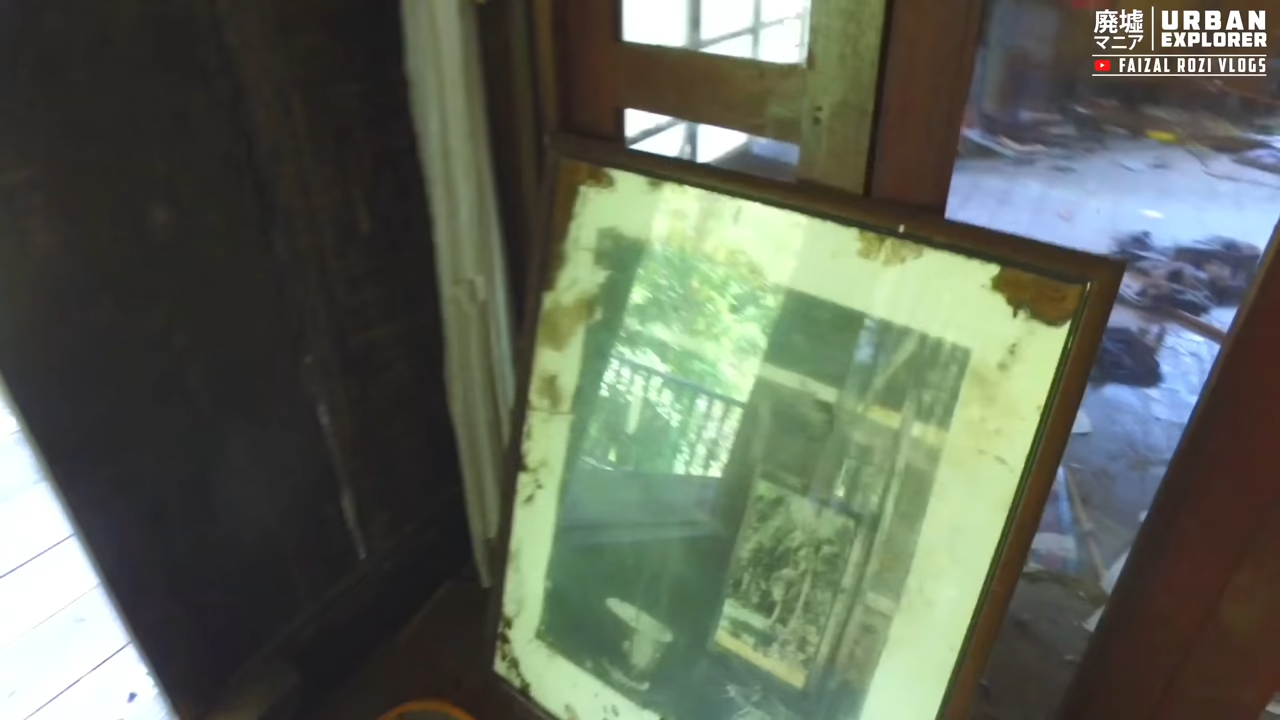 廃墟
マニア
URBAN
EXPLORER
FAIZAL ROZI VLOGS